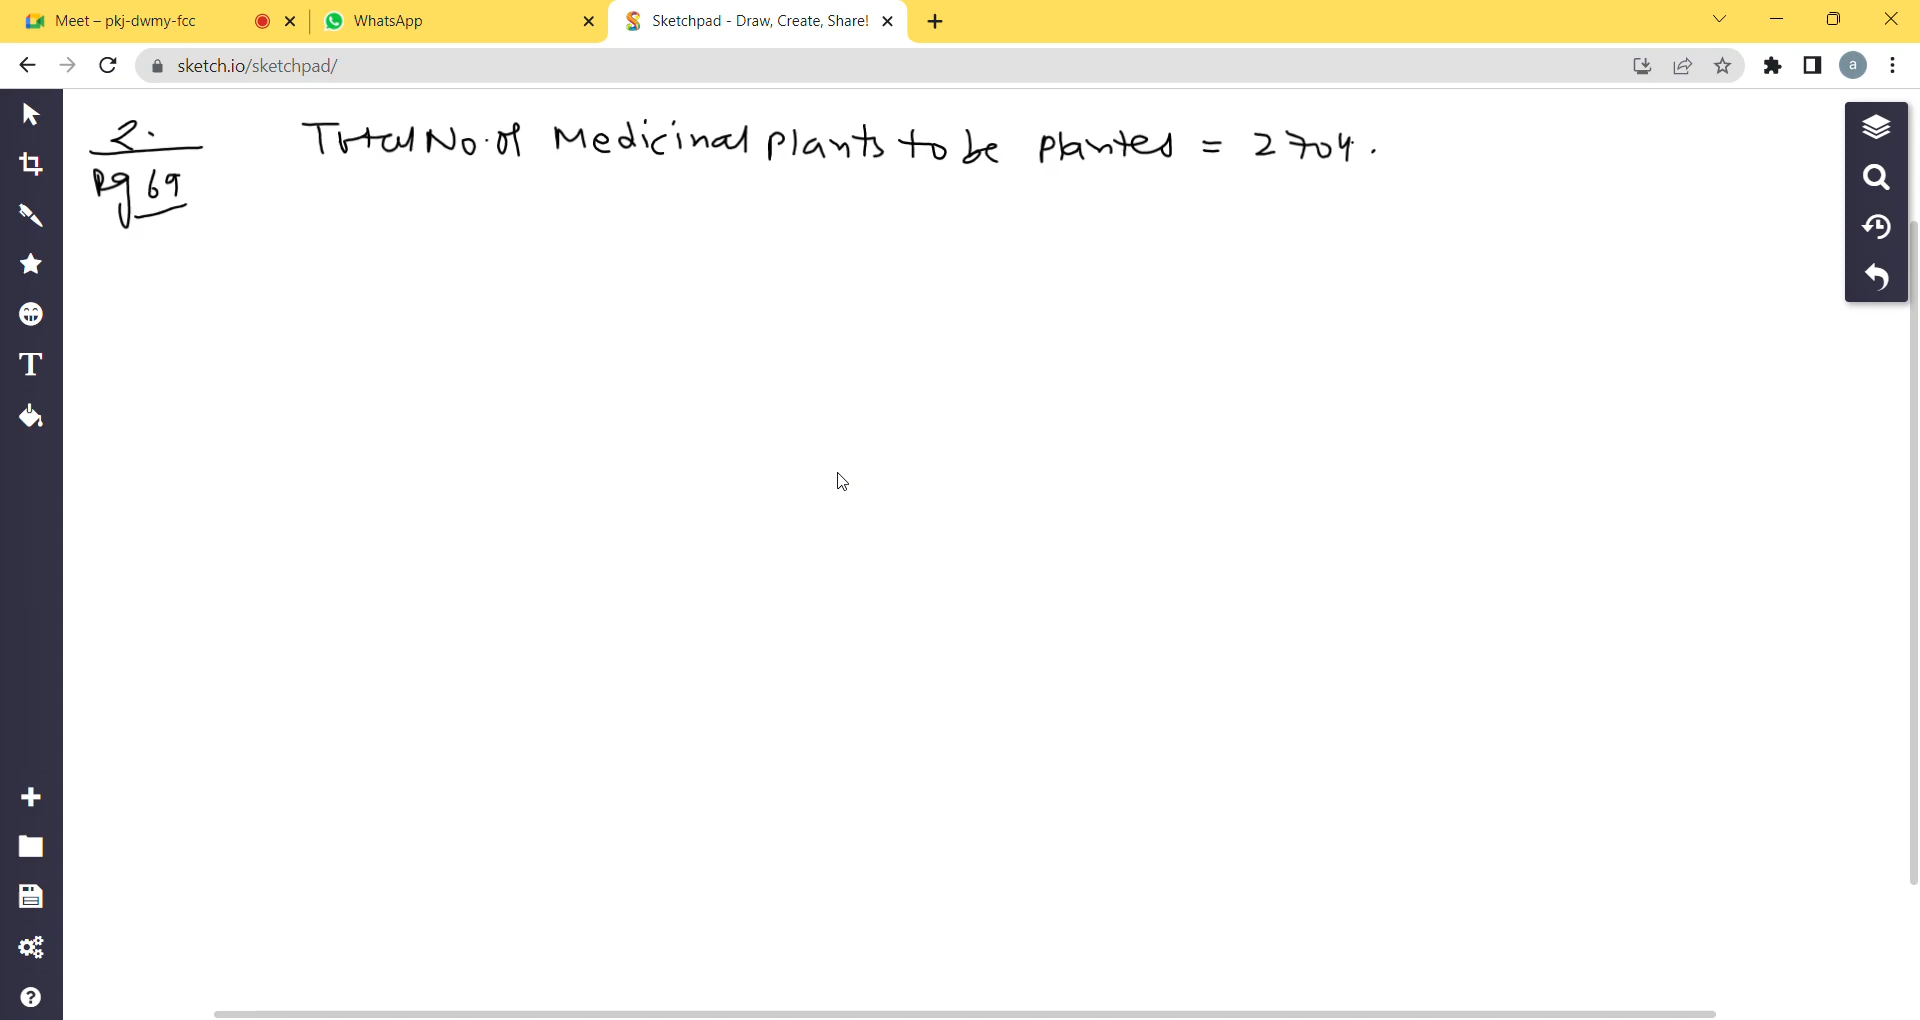 Meet – pkj-dwmy-fcc
WhatsApp
Sketchpad - Draw, Create, Share!
sketch.io/sketchpad/
a
2.
Pg 69
Total No. of Medicinal plants to be plantes = 2704.
T